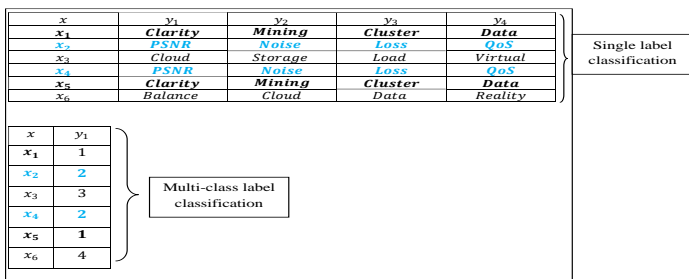 x y₁ y₂ y₃ y₄
x₁ Clarity Mining Cluster Data
x₂ PSNR Noise Loss QoS
x₃ Cloud Storage Load Virtual
x₄ PSNR Noise Loss QoS
x₅ Clarity Mining Cluster Data
x₆ Balance Cloud Data Reality
Single label
classification
x y₁
x₁ 1
x₂ 2
x₃ 3
x₄ 2
x₅ 1
x₆ 4
Multi-class label
classification